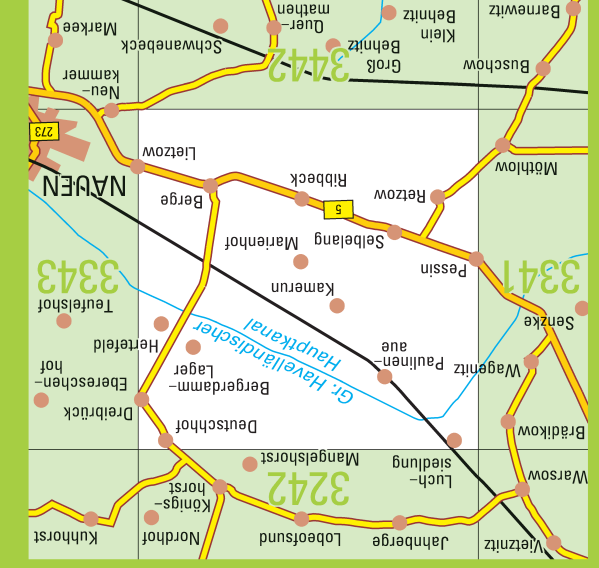 Vietznitz
Jahnberge
Lobeofsund
Nordhof
Kuhhorst
Warsow
Luch-
siedlung
3242
Mangelshorst
Königs-
horst
Brädikow
Deutschhof
Dreibrück
Wagenitz
Paulinen-
aue
Gr. Havelländischer
Hauptkanal
Bergerdamm-
Lager
Ebereschen-
hof
Hertefeld
Senzke
Kamerun
Teufelshof
3341
Pessin
Marienhof
3343
Selbelang
5
Berge
NAUEN
Retzow
Ribbeck
Lietzow
Möthlow
273
Buschow
Groß
Behnitz
3442
Neu-
kammer
Barnewitz
Klein
Behnitz
Quer-
mathen
Schwanebeck
Markee